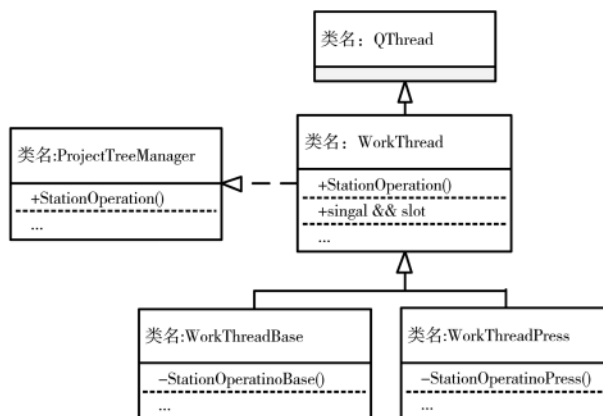 类名：QThread
类名:ProjectTreeManager
+StationOperation()
...
类名：WorkThread
+StationOperation()
+singal && slot
...
类名:WorkThreadBase
−StationOperatinoBase()
...
类名:WorkThreadPress
−StationOperatinoPress()
...